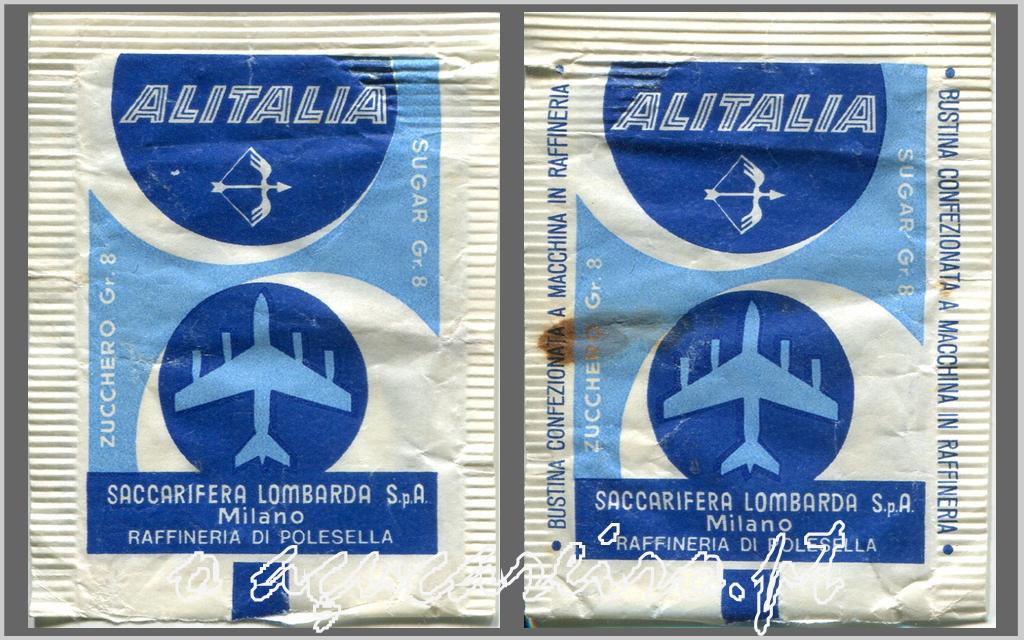 ALITALIA
SUGAR Gr. 8
ZUCCHERO Gr. 8
SACCARIFERA LOMBARDA S.p.A.
Milano
RAFFINERIA DI POLESELLA
BUSTINA CONFEZIONATA A MACCHINA IN RAFFINERIA
ALITALIA
SUGAR Gr. 8
ZUCCHERO Gr. 8
BUSTINA CONFEZIONATA A MACCHINA IN RAFFINERIA
SACCARIFERA LOMBARDA S.p.A.
Milano
RAFFINERIA DI POLESELLA